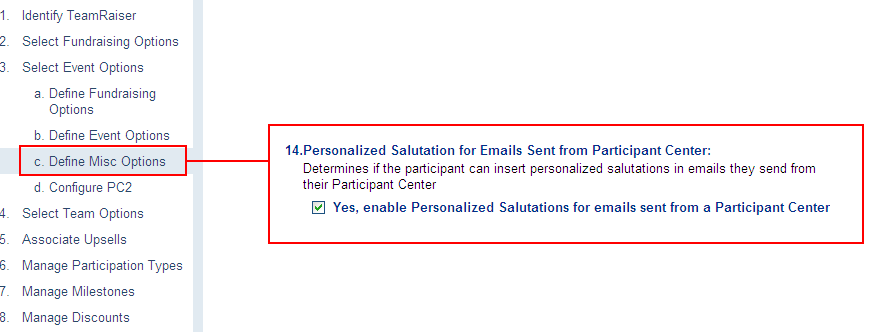 1. Identify TeamRaiser
2. Select Fundraising Options
3. Select Event Options
a. Define Fundraising
Options
b. Define Event Options
c. Define Misc Options
d. Configure PC2
4. Select Team Options
5. Associate Upsells
6. Manage Participation Types
7. Manage Milestones
8. Manage Discounts
14.Personalized Salutation for Emails Sent from Participant Center:
Determines if the participant can insert personalized salutations in emails they send from
their Participant Center
Yes, enable Personalized Salutations for emails sent from a Participant Center